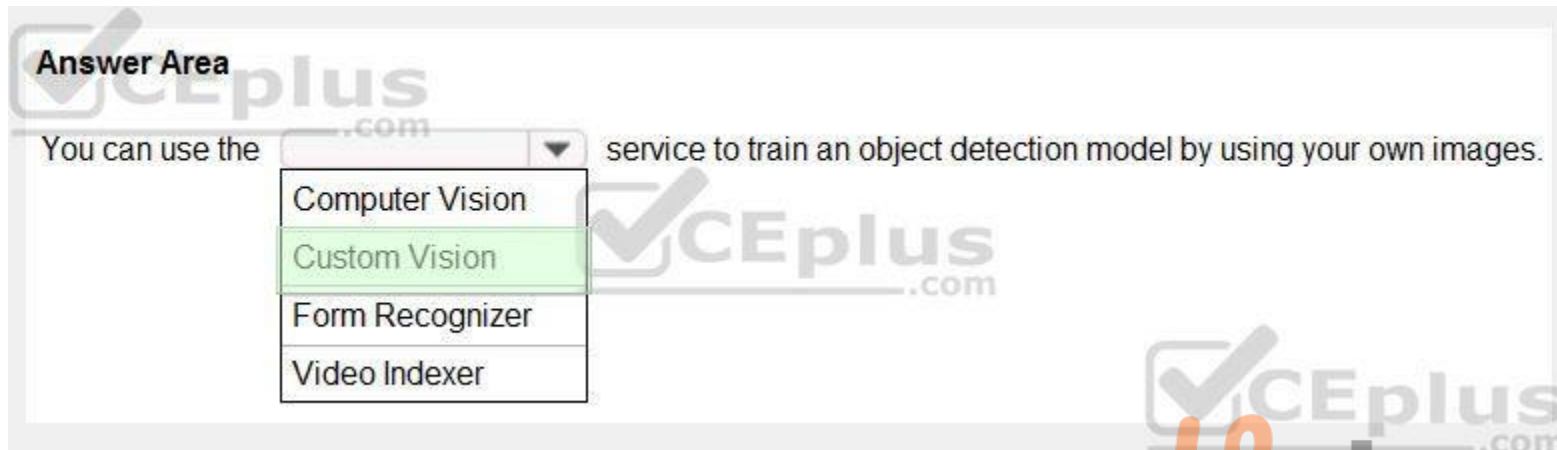 Answer Area
CEplus
.com
You can use the service to train an object detection model by using your own images.
Computer Vision
Custom Vision
CEplus
.com
Form Recognizer
Video Indexer
CEplus
.com